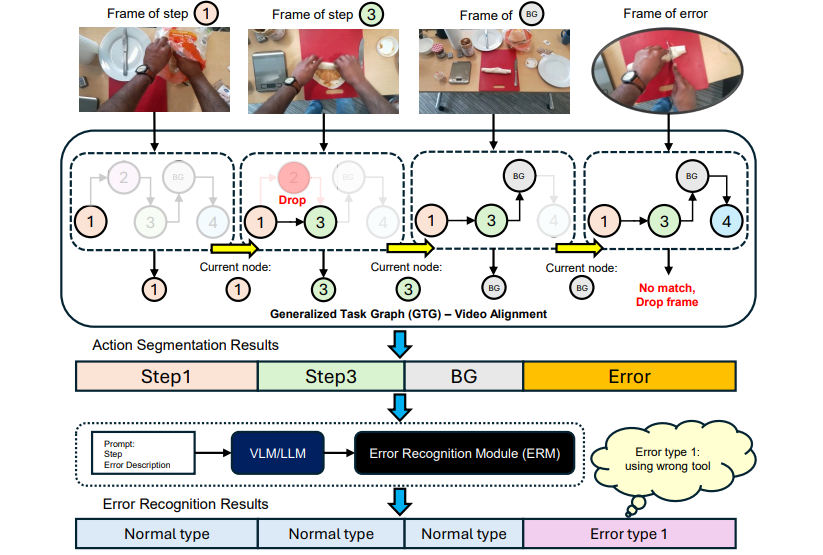 Frame of step 1
Frame of step 3
Frame of BG
Frame of error
1 2 3 BG 4
1 2 3 BG 4
Drop
1 3 BG 4
1 3 BG 4
Current node:
Current node:
Current node:
1 1 3 3 BG BG
No match,
Drop frame
Generalized Task Graph (GTG) – Video Alignment
Action Segmentation Results
Step1 Step3 BG Error
Prompt:
Step
Error Description
VLM/LLM
Error Recognition Module (ERM)
Error type 1:
using wrong tool
Error Recognition Results
Normal type Normal type Normal type Error type 1